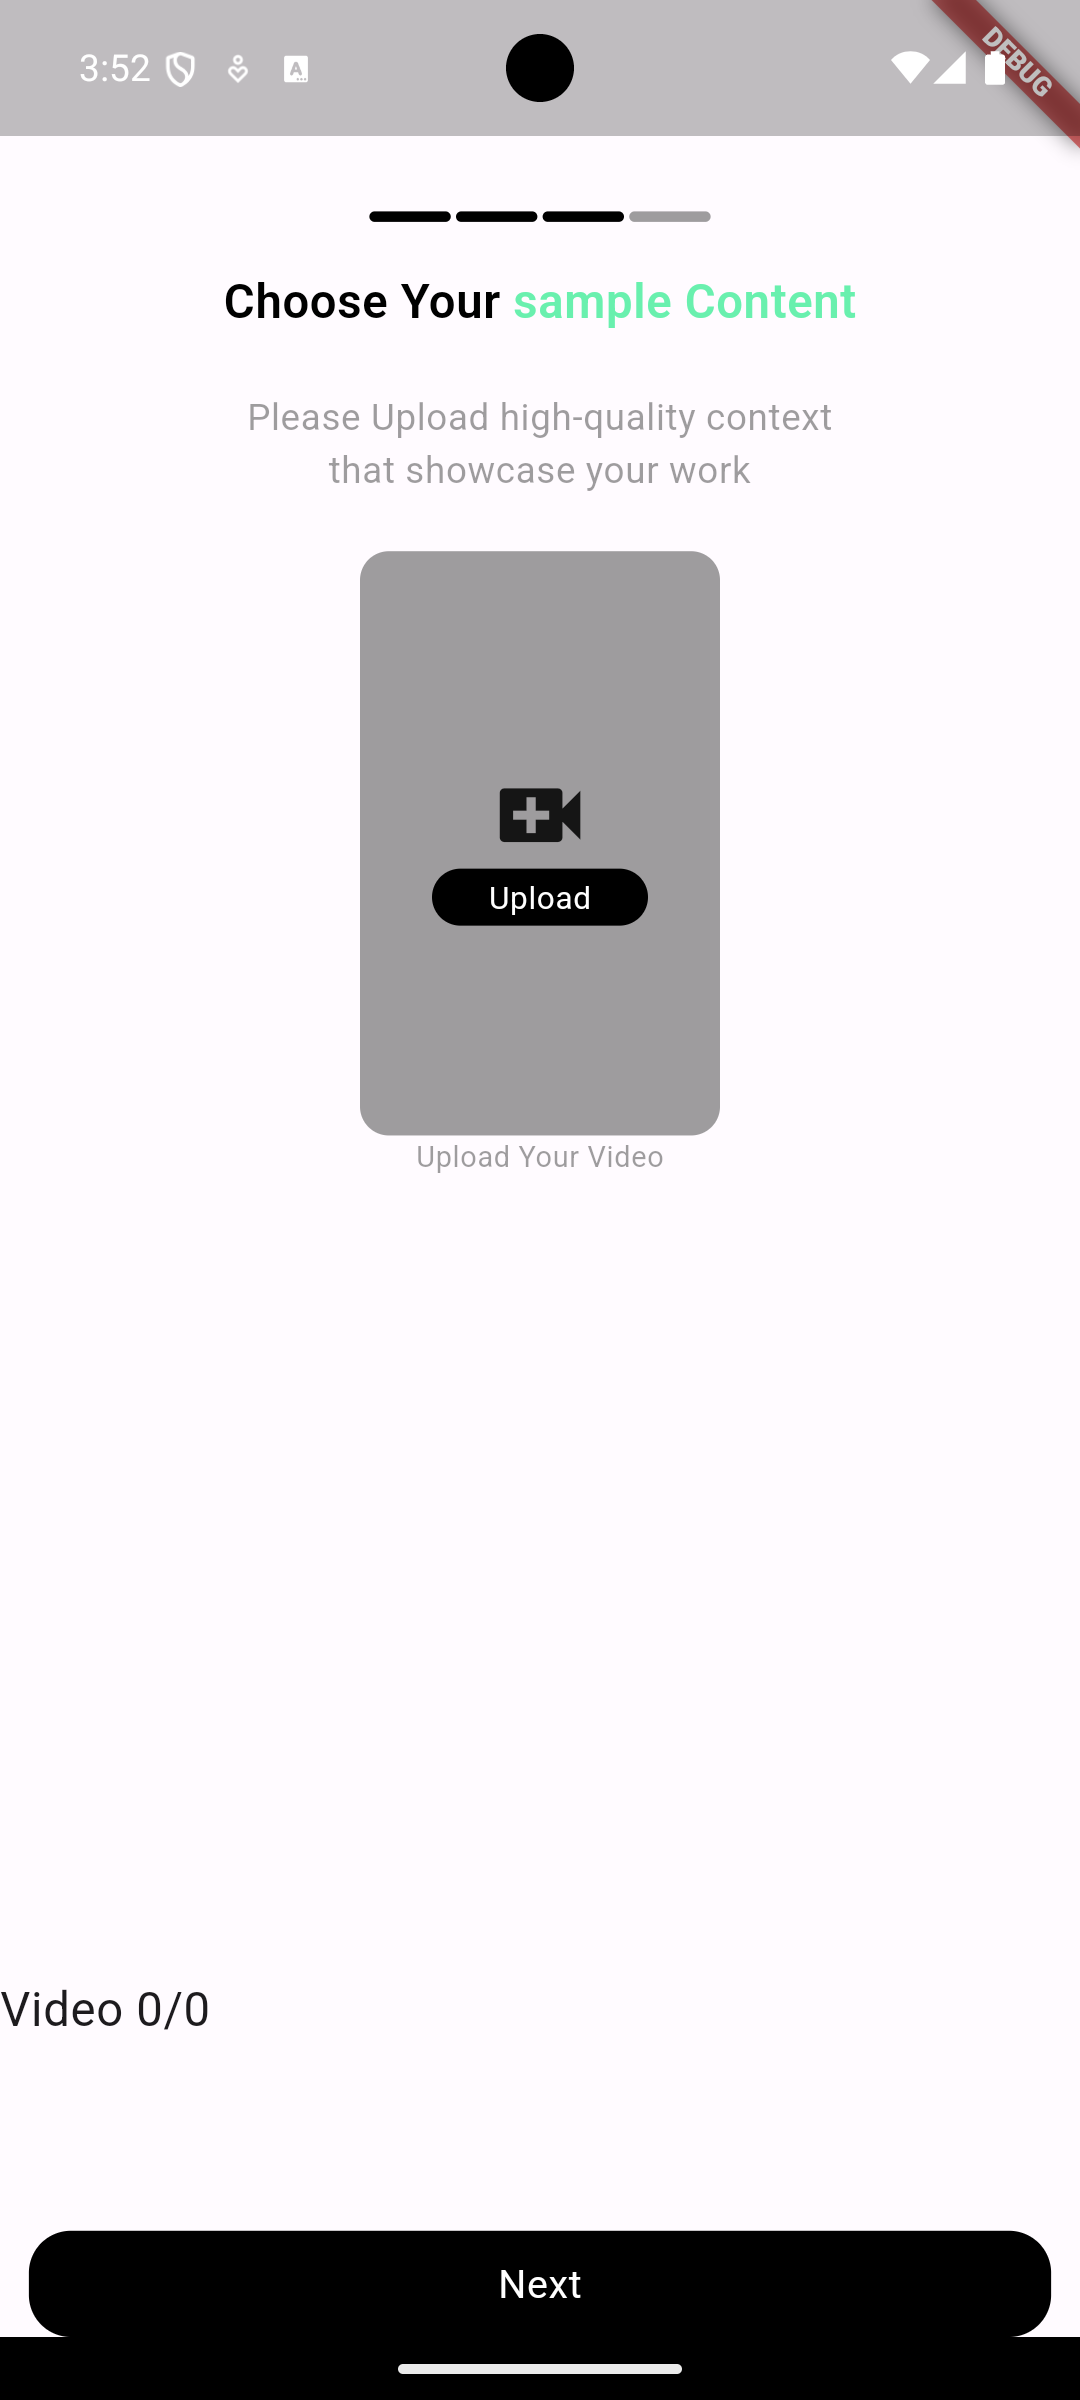 3:52
DEBUG
Choose Your sample Content
Please Upload high-quality context
that showcase your work
Upload
Upload Your Video
Video 0/0
Next